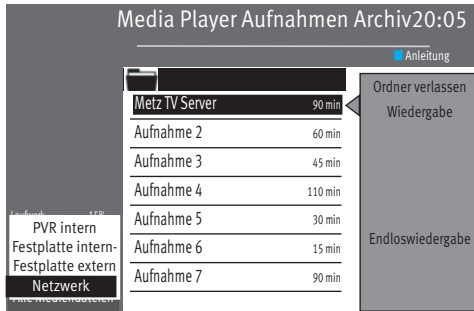 Media Player Aufnahmen Archiv20:05
Anleitung
Ordner verlassen
Wiedergabe
Endloswiedergabe
Metz TV Server 90 min
Aufnahme 2 60 min
Aufnahme 3 45 min
Aufnahme 4 110 min
Aufnahme 5 30 min
Aufnahme 6 15 min
Aufnahme 7 90 min
PVR intern
Festplatte intern-
Festplatte extern
Netzwerk